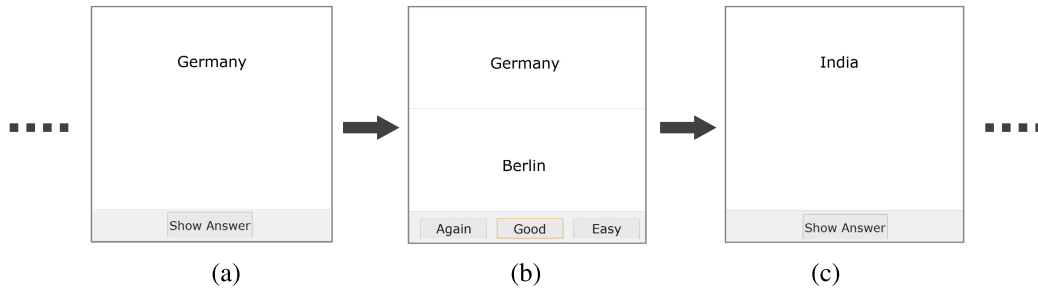 Germany
Show Answer
(a)
Germany
Berlin
Again Good Easy
(b)
India
Show Answer
(c)